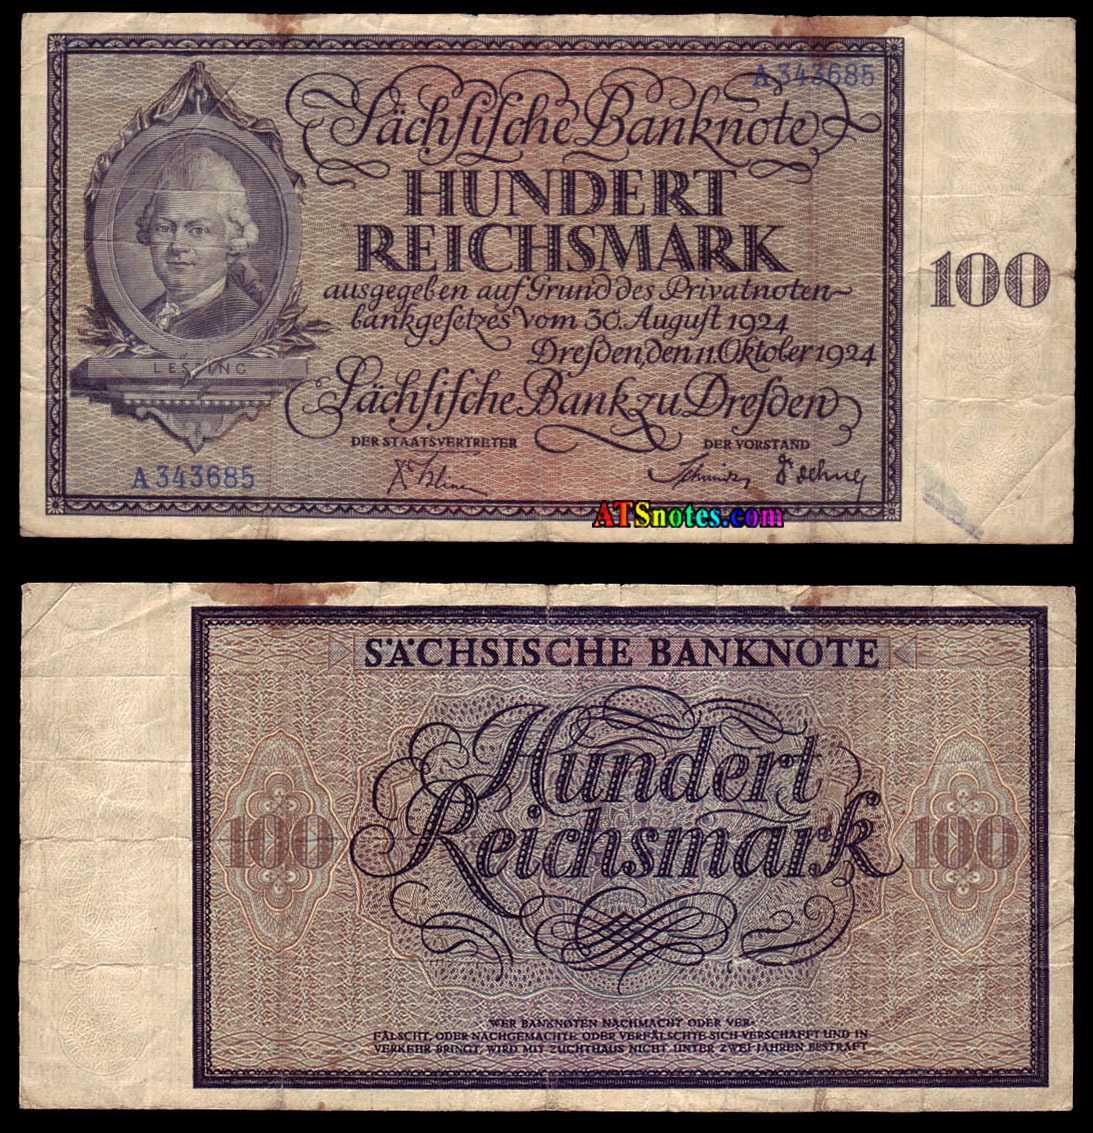 A 343685
Sächsische Banknote
HUNDERT
REICHSMARK
ausgegeben auf Grund des Privatnoten-
bankgesetzes vom 30. August 1924
Dresden, den 11. Oktober 1924
Sächsische Bank zu Dresden
DER STAATSVERTRETER
DER VORSTAND
LESSING
A 343685
100
ATSnotes.com
SÄCHSISCHE BANKNOTE
Hundert
Reichsmark
100
100
WER BANKNOTEN NACHMACHT ODER VER-
FÄLSCHT, ODER NACHGEMACHTE ODER VERFÄLSCHTE SICH VERSCHAFFT UND IN
VERKEHR BRINGT, WIRD MIT ZUCHTHAUS NICHT UNTER ZWEI JAHREN BESTRAFT